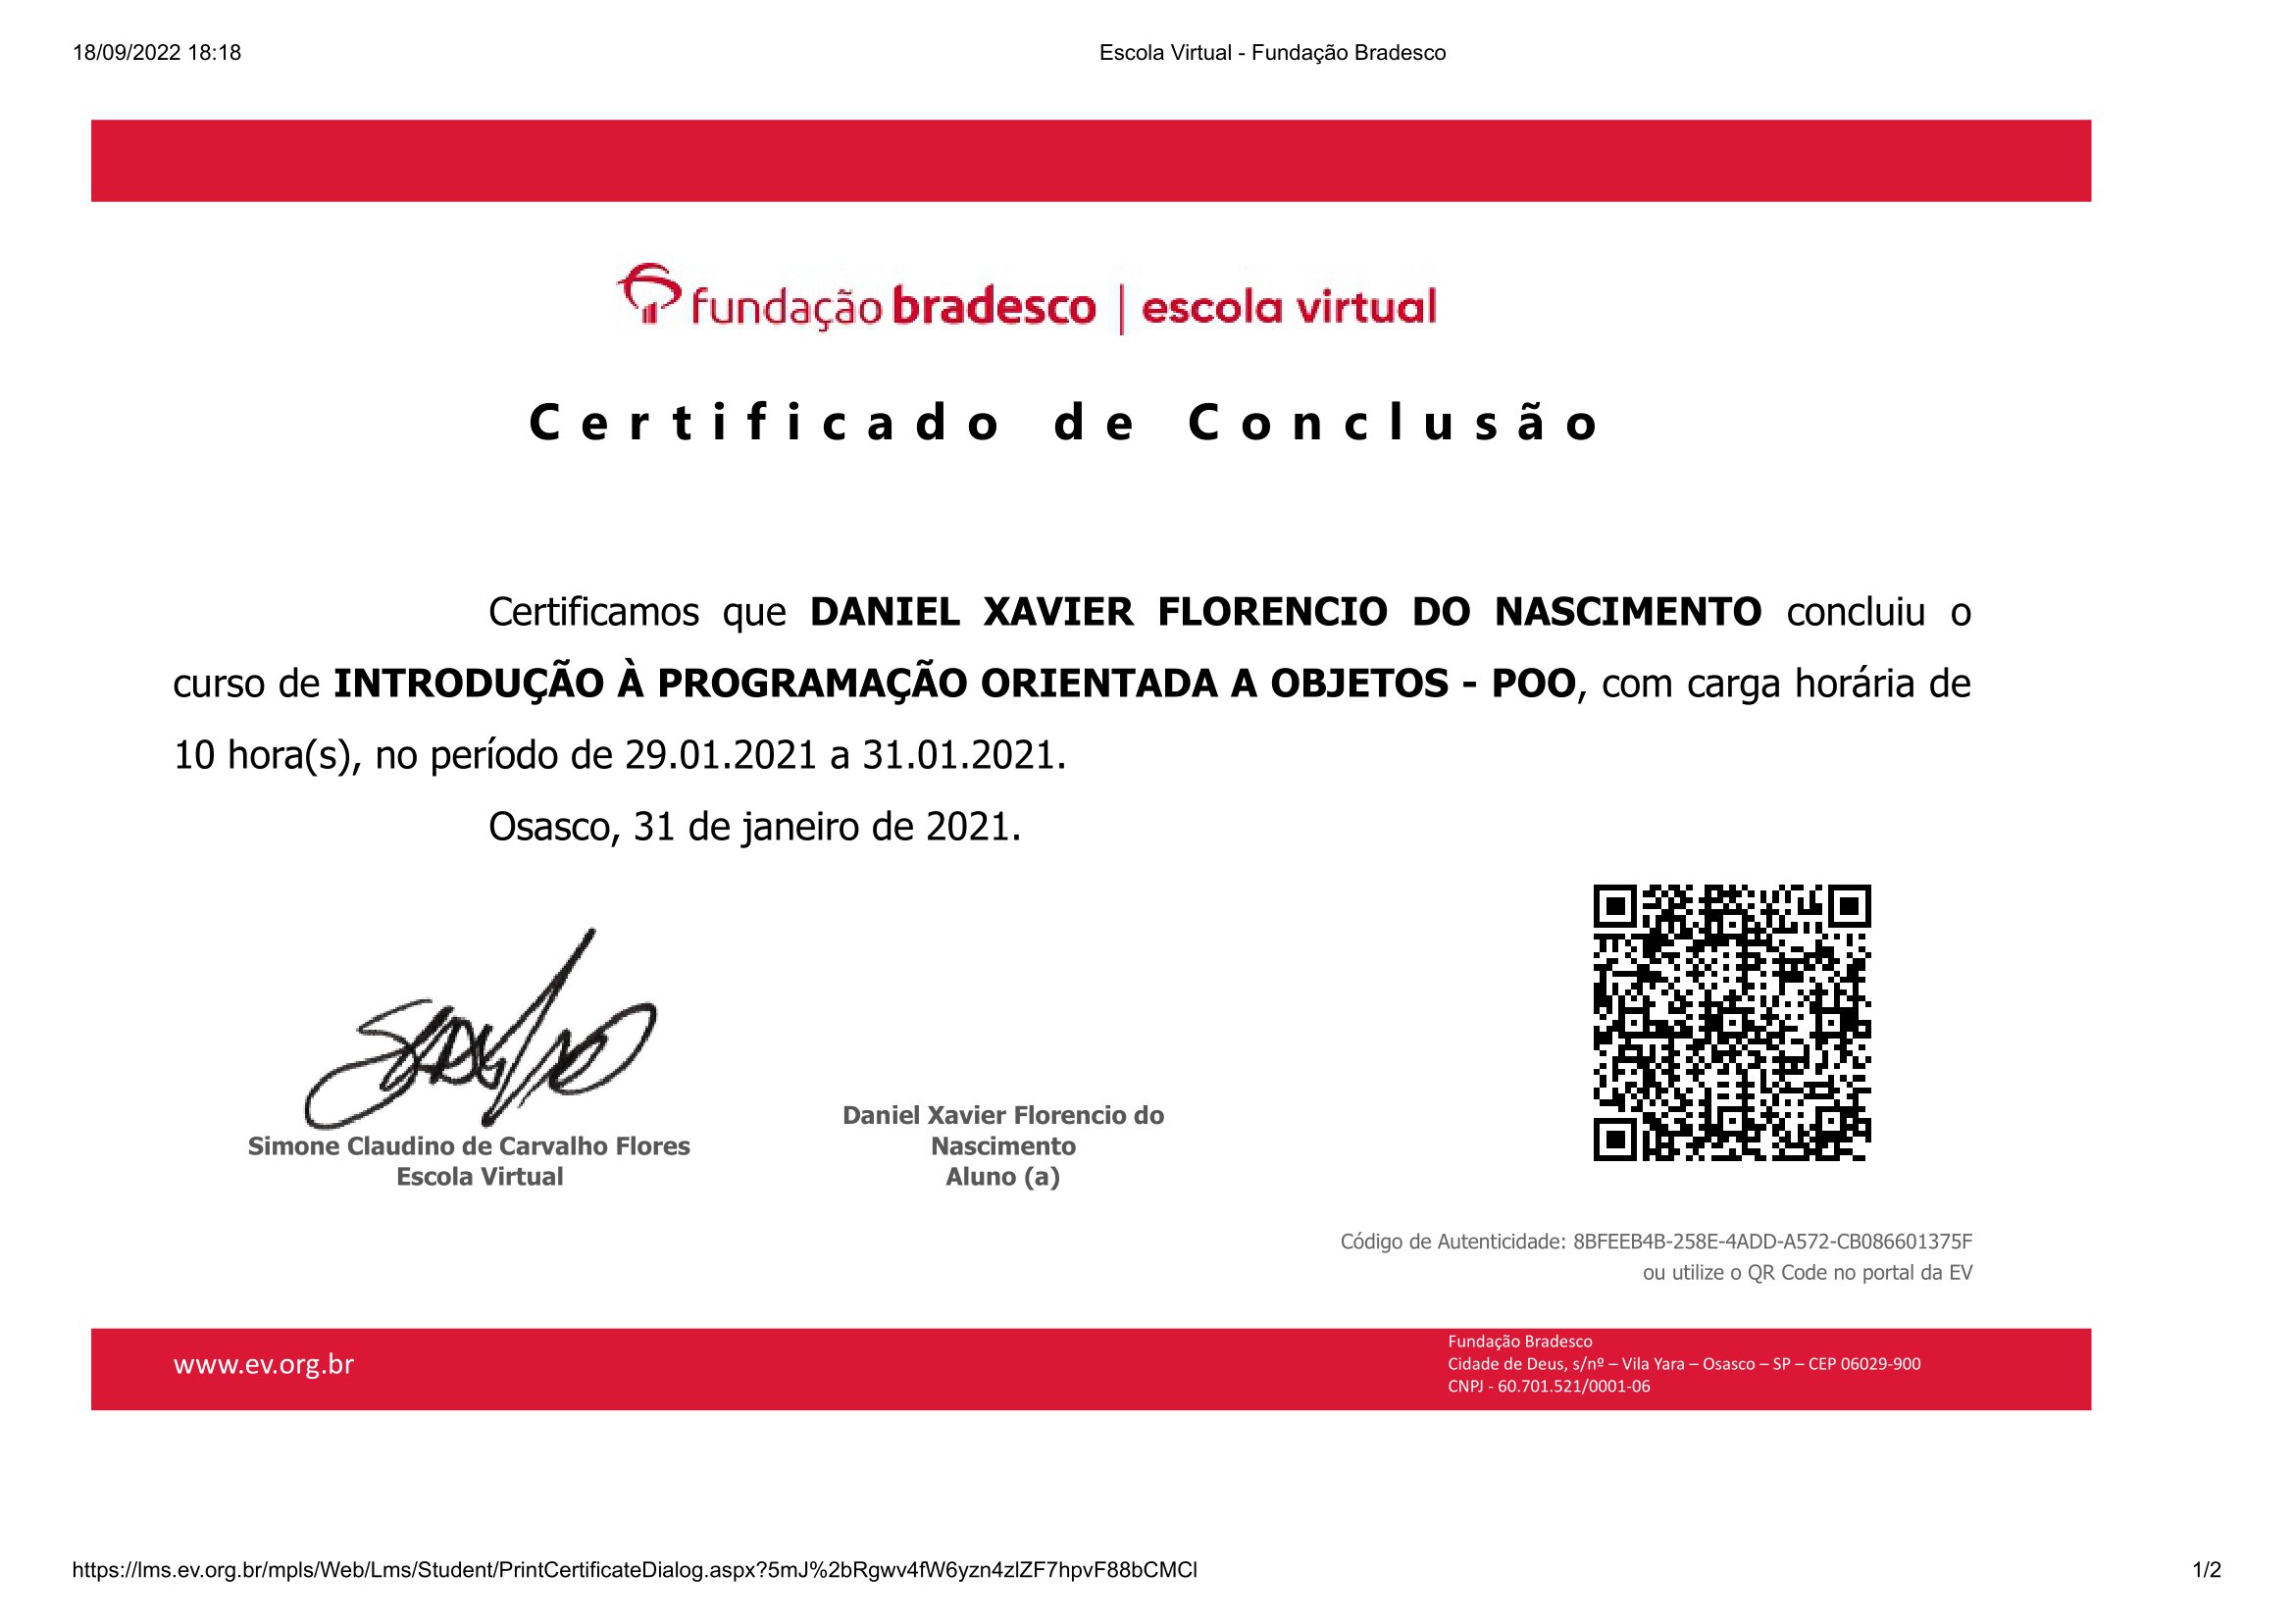 18/09/2022 18:18
Escola Virtual - Fundação Bradesco
fundação bradesco | escola virtual
Certificado de Conclusão
Certificamos que DANIEL XAVIER FLORENCIO DO NASCIMENTO concluiu o
curso de INTRODUÇÃO À PROGRAMAÇÃO ORIENTADA A OBJETOS - POO, com carga horária de
10 hora(s), no período de 29.01.2021 a 31.01.2021.
Osasco, 31 de janeiro de 2021.
Simone Claudino de Carvalho Flores
Escola Virtual
Daniel Xavier Florencio do
Nascimento
Aluno (a)
Código de Autenticidade: 8BFEEB4B-258E-4ADD-A572-CB086601375F
ou utilize o QR Code no portal da EV
www.ev.org.br
Fundação Bradesco
Cidade de Deus, s/nº – Vila Yara – Osasco – SP – CEP 06029-900
CNPJ - 60.701.521/0001-06
https://lms.ev.org.br/mpls/Web/Lms/Student/PrintCertificateDialog.aspx?5mJ%2bRgwv4fW6yzn4zlZF7hpvF88bCMCl
1/2